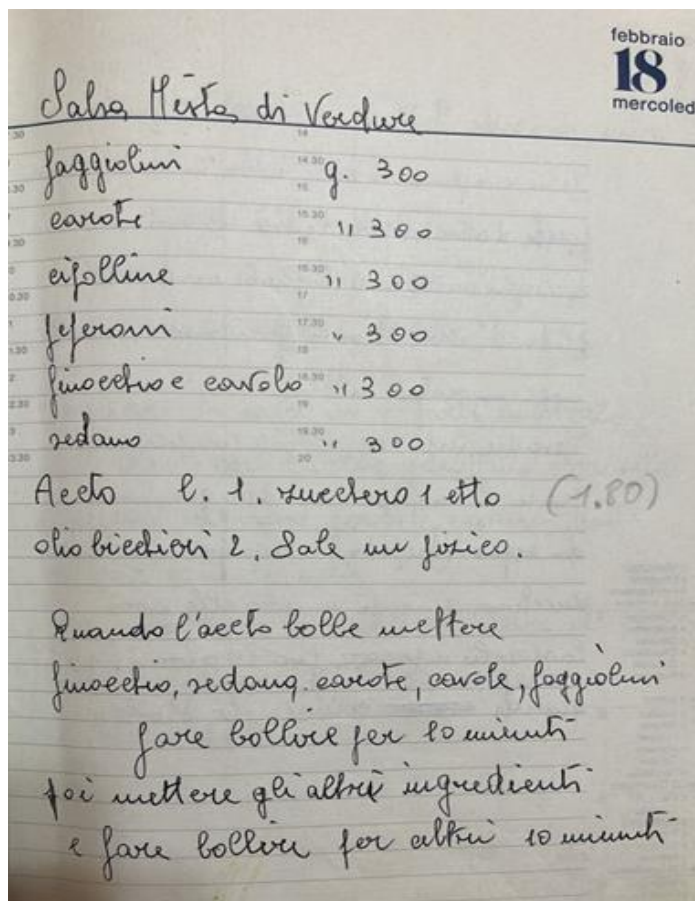 febbraio
18
mercoled
Salsa Mista di Verdure
faggiolini g. 300
carote " 300
cipolline " 300
peperoni " 300
finocchio e cavolo " 300
sedano " 300
Aceto l. 1. zucchero 1 etto (1.80)
olio bicchieri 2. Sale un pizico.
Quando l'aceto bolle mettere
finocchio, sedano, carote, cavole, faggiolini
fare bollire per 10 minuti
poi mettere gli altri ingredienti
e fare bollire per altri 10 minuti